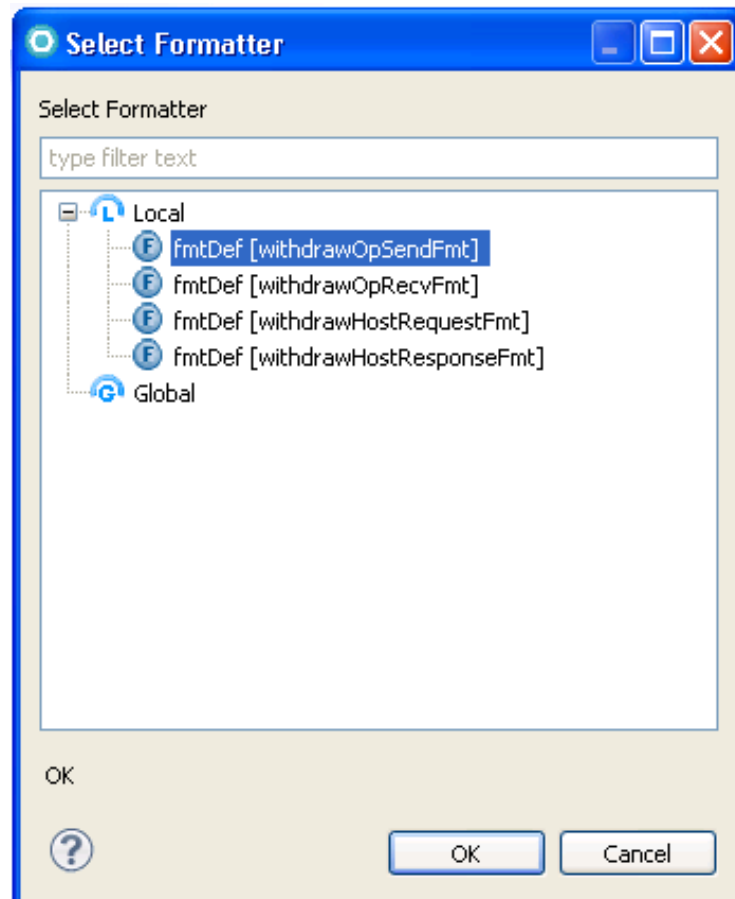 Select Formatter
Select Formatter
type filter text
L Local
F fmtDef [withdrawOpSendFmt]
F fmtDef [withdrawOpRecvFmt]
F fmtDef [withdrawHostRequestFmt]
F fmtDef [withdrawHostResponseFmt]
G Global
OK
? OK Cancel